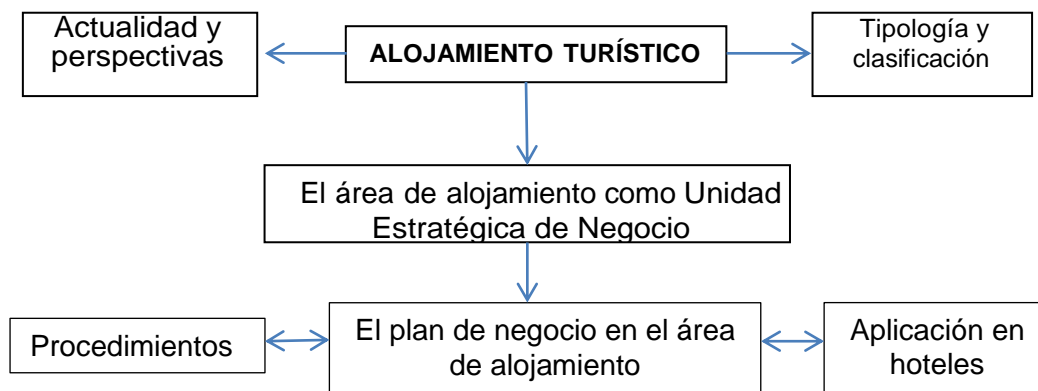 Actualidad y
perspectivas
ALOJAMIENTO TURÍSTICO
Tipología y
clasificación
El área de alojamiento como Unidad
Estratégica de Negocio
Procedimientos
El plan de negocio en el área
de alojamiento
Aplicación en
hoteles